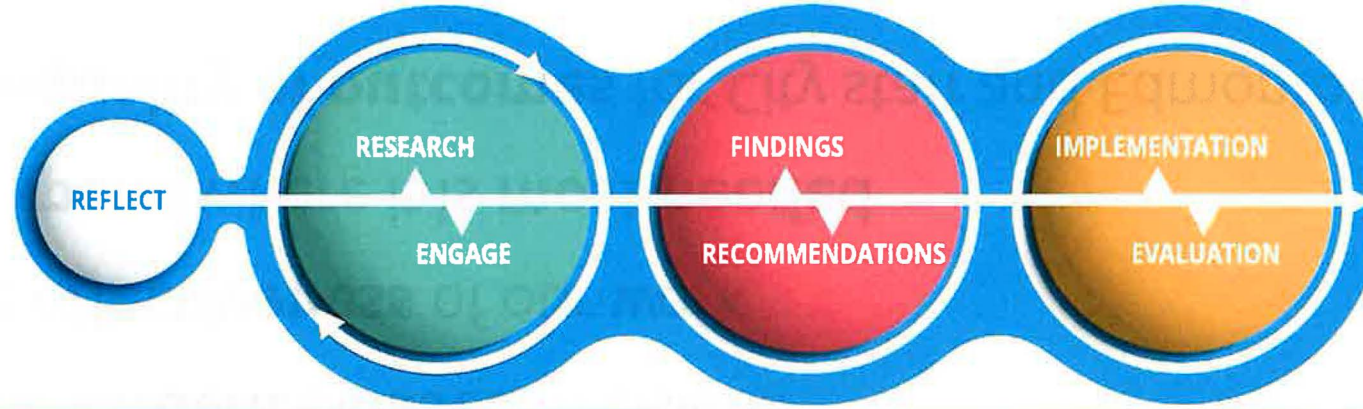 REFLECT
RESEARCH
ENGAGE
FINDINGS
RECOMMENDATIONS
IMPLEMENTATION
EVALUATION